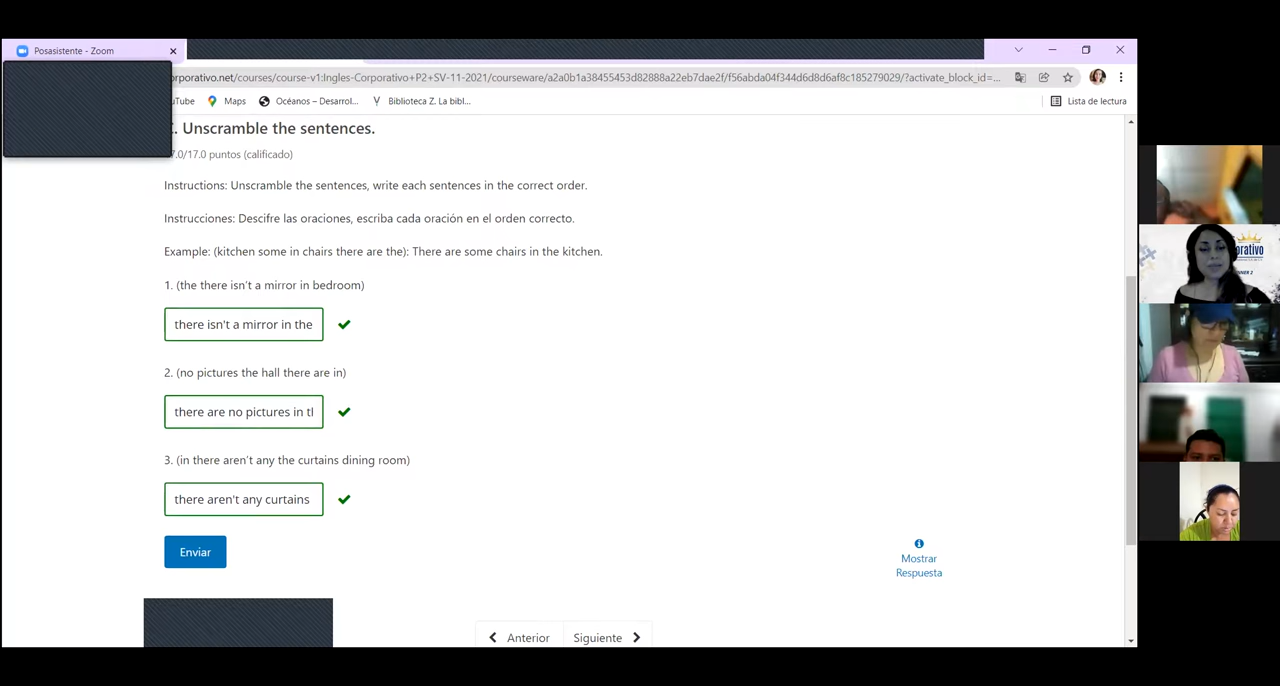 Posasistente - Zoom
orporativo.net/courses/course-v1:Ingles-Corporativo+P2+SV-11-2021/courseware/a2a0b1a38455453d82888a22eb7dae2f/f56abda04f344d6d8d6af8c185279029/?activate_block_id=...
uTube Maps Océanos – Desarrol... Biblioteca Z. La bibl... Lista de lectura
. Unscramble the sentences.
7.0/17.0 puntos (calificado)
Instructions: Unscramble the sentences, write each sentences in the correct order.
Instrucciones: Descifre las oraciones, escriba cada oración en el orden correcto.
Example: (kitchen some in chairs there are the): There are some chairs in the kitchen.
1. (the there isn't a mirror in bedroom)
there isn't a mirror in the
2. (no pictures the hall there are in)
there are no pictures in tl
3. (in there aren't any the curtains dining room)
there aren't any curtains
Enviar
Mostrar
Respuesta
Anterior Siguiente
orativo